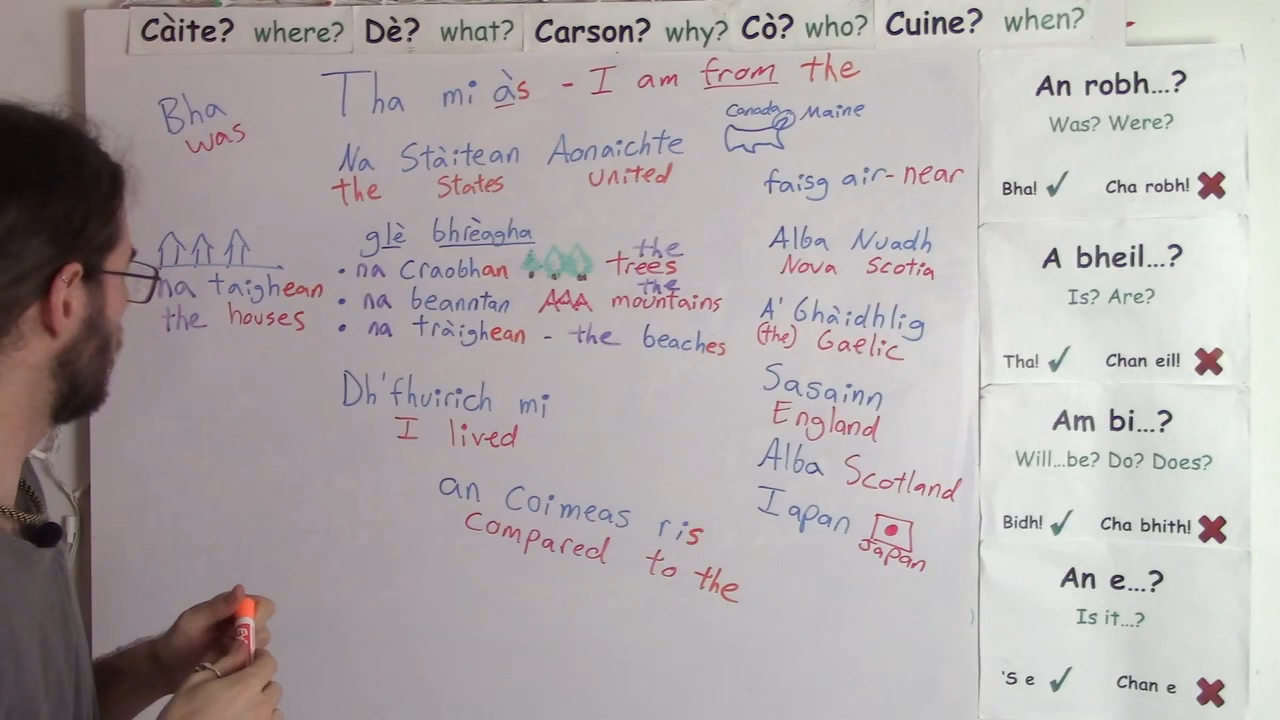 Càite? where? Dè? what? Carson? why? Cò? who? Cuine? when?
Tha mi às - I am from the
Bha
was
Canada Maine
Na Stàitean Aonaichte
the States United
faisg air - near
glè bhrèagha
• na Craobhan the trees
• na beanntan the mountains
• na tràighean - the beaches
na taighean
the houses
Alba Nuadh
Nova Scotia
A' Ghàidhlig
(the) Gaelic
Dh'fhuirich mi
I lived
Sasainn
England
Alba Scotland
Iapan Japan
an Coimeas ris
Compared to the
An robh...?
Was? Were?
Bha! ✓ Cha robh! ✗
A bheil...?
Is? Are?
Tha! ✓ Chan eil! ✗
Am bi...?
Will...be? Do? Does?
Bidh! ✓ Cha bhith! ✗
An e...?
Is it...?
'S e ✓ Chan e ✗